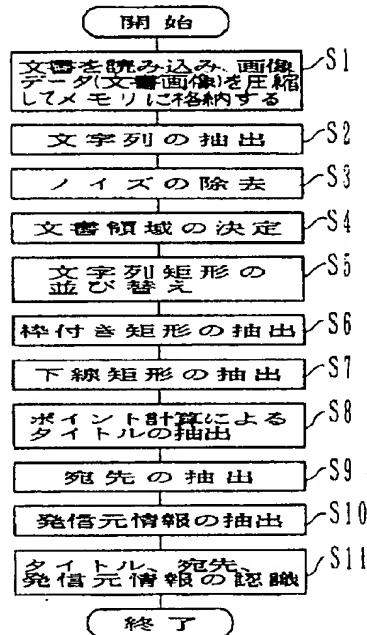 開始
文書を読み込み、画像
データ(文書画像)を圧縮
してメモリに格納する
S1
文字列の抽出
S2
ノイズの除去
S3
文書領域の決定
S4
文字列矩形の
並び替え
S5
枠付き矩形の抽出
S6
下線矩形の抽出
S7
ポイント計算による
タイトルの抽出
S8
宛先の抽出
S9
発信元情報の抽出
S10
タイトル、宛先、
発信元情報の認識
S11
終了